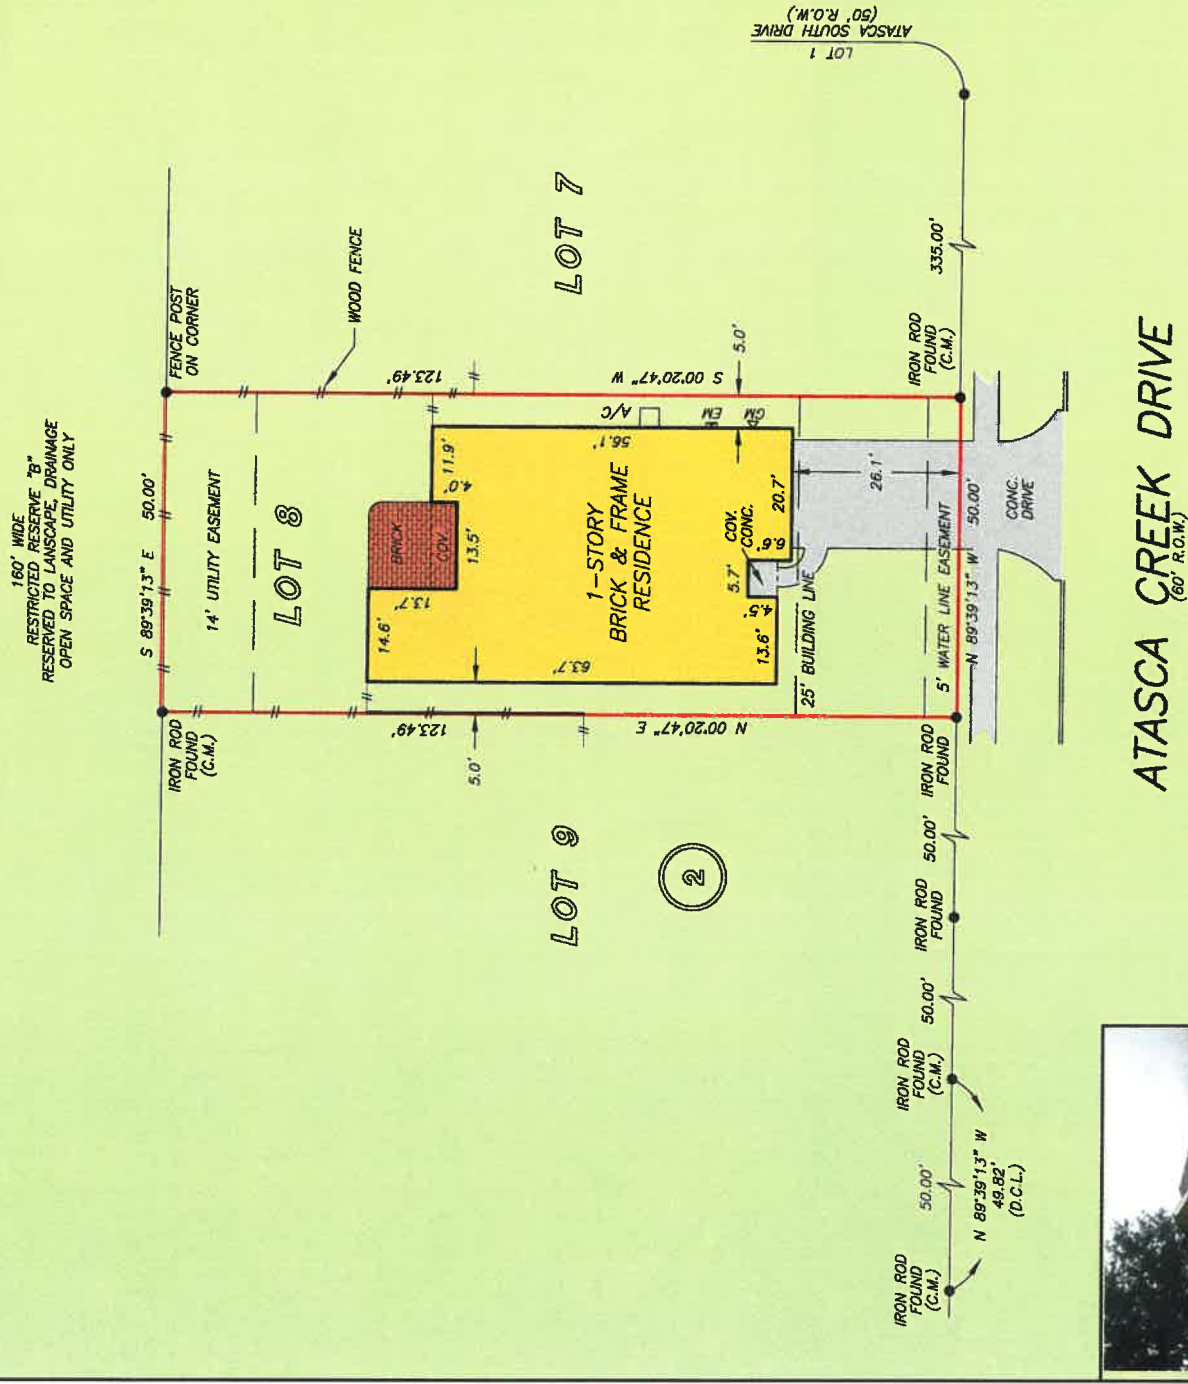 160' WIDE
RESTRICTED RESERVE "B"
RESERVED TO LANSCAPE, DRAINAGE
OPEN SPACE AND UTILITY ONLY
ATASCA SOUTH DRIVE
(50' R.O.W.)
LOT 1
FENCE POST
ON CORNER
WOOD FENCE
S 89°39'13" E 50.00'
IRON ROD
FOUND
(C.M.)
14' UTILITY EASEMENT
LOT 8
LOT 7
123.49'
S 00°20'47" W
5.0'
A/C
EM
GM
BRICK
COV.
11.9'
4.0'
13.5'
13.7'
14.6'
56.1'
1-STORY
BRICK & FRAME
RESIDENCE
63.7'
COV.
CONC.
5.7'
6.6'
20.7'
4.5'
13.6'
123.49'
N 00°20'47" E
5.0'
25' BUILDING LINE
26.1'
5' WATER LINE EASEMENT
N 89°39'13" W 50.00'
CONC.
DRIVE
IRON ROD
FOUND
(C.M.)
335.00'
LOT 9
2
IRON ROD
FOUND
50.00'
IRON ROD
FOUND
50.00'
IRON ROD
FOUND
(C.M.)
50.00'
N 89°39'13" W
49.82'
(D.C.L.)
IRON ROD
FOUND
(C.M.)
ATASCA CREEK DRIVE
(60' R.O.W.)